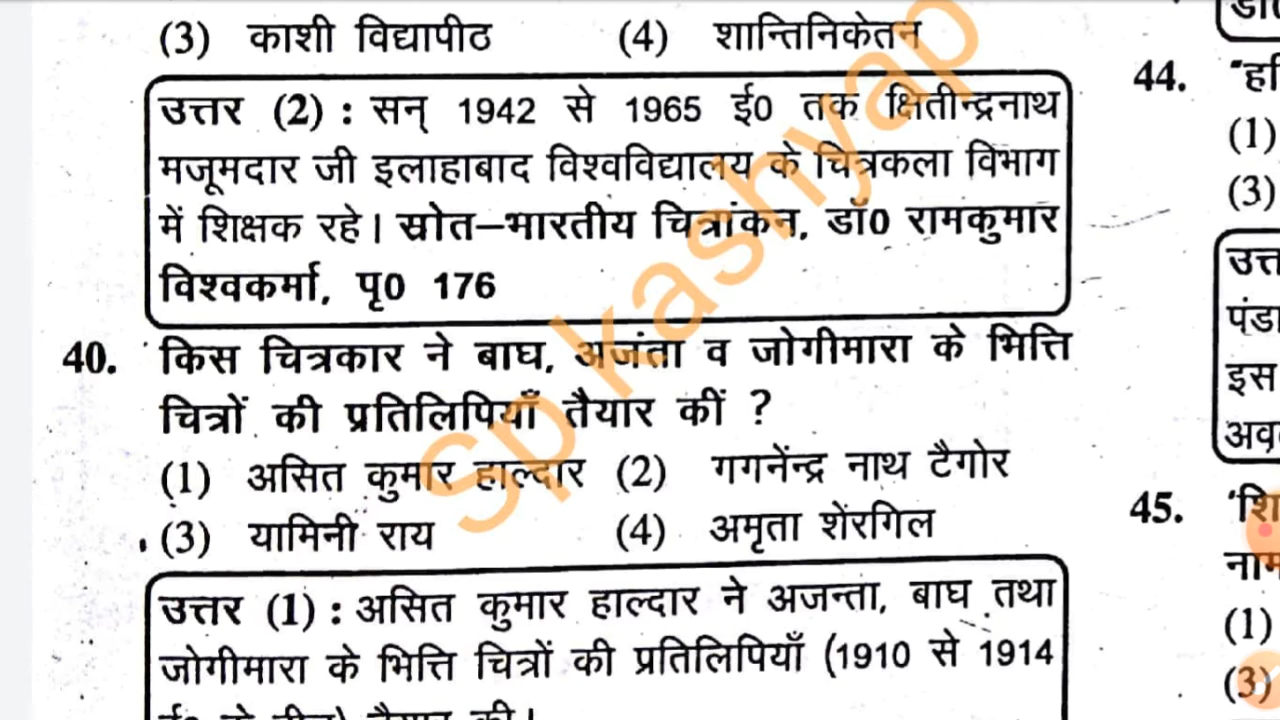 (3) काशी विद्यापीठ (4) शान्तिनिकेतन
उत्तर (2) : सन् 1942 से 1965 ई0 तक क्षितीन्द्रनाथ
मजूमदार जी इलाहाबाद विश्वविद्यालय के चित्रकला विभाग
में शिक्षक रहे। स्रोत–भारतीय चित्रांकन, डॉ0 रामकुमार
विश्वकर्मा, पृ0 176
40. किस चित्रकार ने बाघ, अजंता व जोगीमारा के भित्ति
चित्रों की प्रतिलिपियाँ तैयार कीं ?
(1) असित कुमार हाल्दार (2) गगनेंन्द्र नाथ टैगोर
(3) यामिनी राय (4) अमृता शेंरगिल
उत्तर (1) : असित कुमार हाल्दार ने अजन्ता, बाघ तथा
जोगीमारा के भित्ति चित्रों की प्रतिलिपियाँ (1910 से 1914
44.
(1)
(3)
इस
45.
(1)
(3)
Sp kashyap